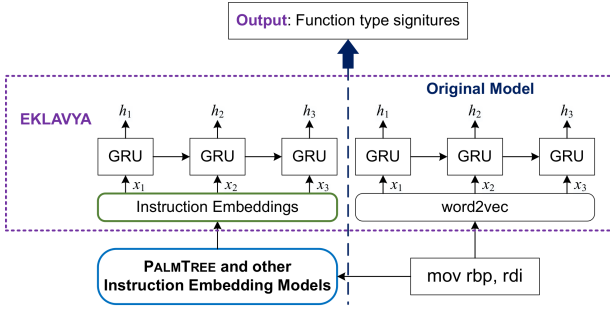 Output: Function type signitures
Original Model
EKLAVYA
h1 h2 h3 h1 h2 h3
GRU GRU GRU GRU GRU GRU
x1 x2 x3 x1 x2 x3
Instruction Embeddings word2vec
PALMTREE and other
Instruction Embedding Models
mov rbp, rdi